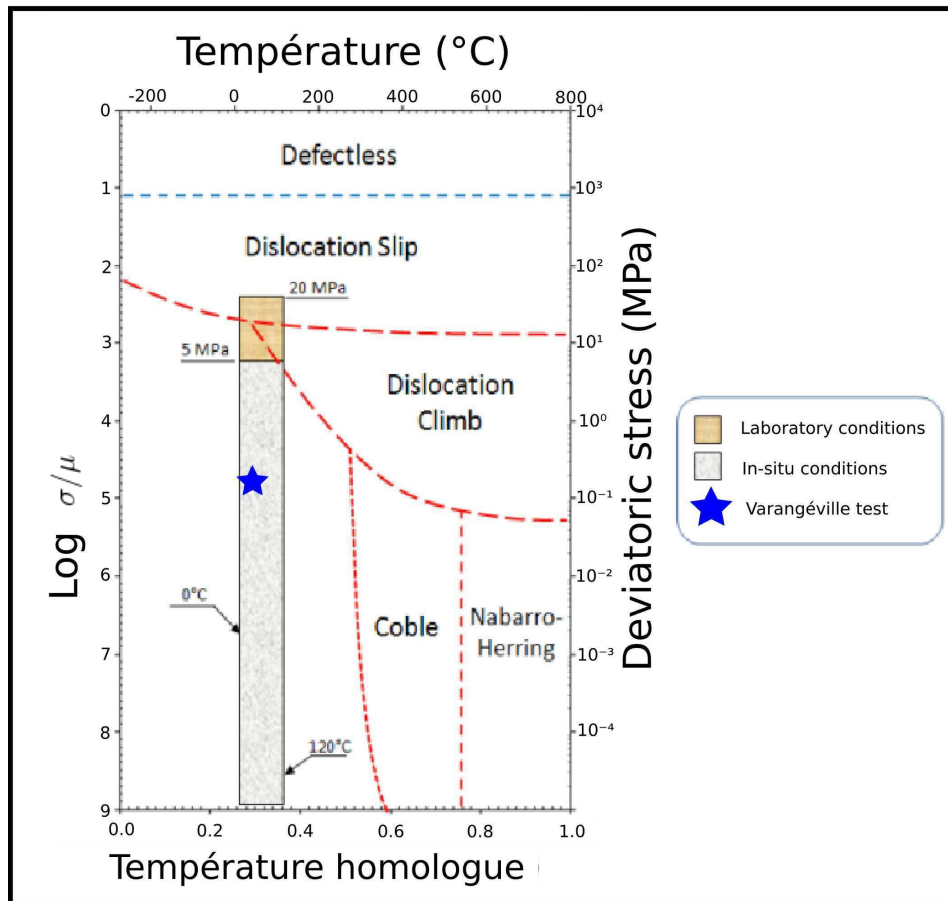 Température (°C)
-200 0 200 400 600 800
0 10⁴
Defectless
1 10³
Dislocation Slip
2 10²
20 MPa
3 10¹
5 MPa
Dislocation
Climb
4 10⁰
Log σ/μ
Deviatoric stress (MPa)
5 10⁻¹
6 10⁻²
0°C
Coble
Nabarro-
Herring
7 10⁻³
8 10⁻⁴
120°C
9
0.0 0.2 0.4 0.6 0.8 1.0
Température homologue (
Laboratory conditions
In-situ conditions
Varangéville test